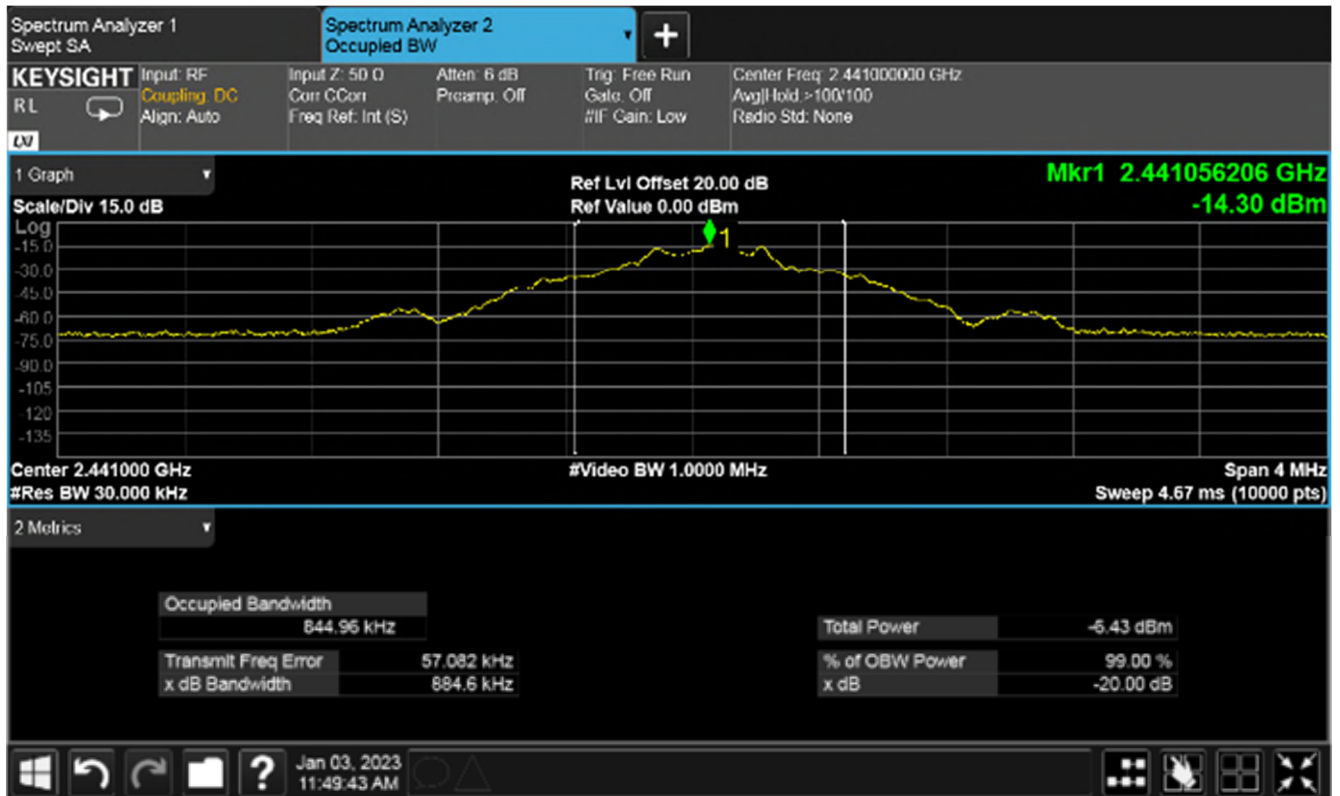 Spectrum Analyzer 1
Swept SA
Spectrum Analyzer 2
Occupied BW
+
KEYSIGHT
RL
LXI
Input: RF
Coupling: DC
Align: Auto
Input Z: 50 Ω
Corr CCorr
Freq Ref: Int (S)
Atten: 6 dB
Preamp: Off
Trig: Free Run
Gate: Off
#IF Gain: Low
Center Freq: 2.441000000 GHz
Avg|Hold:>100/100
Radio Std: None
1 Graph
Scale/Div 15.0 dB
Ref Lvl Offset 20.00 dB
Ref Value 0.00 dBm
Mkr1 2.441056206 GHz
-14.30 dBm
Log
-15.0
-30.0
-45.0
-60.0
-75.0
-90.0
-105
-120
-135
1
Center 2.441000 GHz
#Res BW 30.000 kHz
#Video BW 1.0000 MHz
Span 4 MHz
Sweep 4.67 ms (10000 pts)
2 Metrics
Occupied Bandwidth
844.96 kHz
Transmit Freq Error 57.082 kHz
x dB Bandwidth 884.6 kHz
Total Power -6.43 dBm
% of OBW Power 99.00 %
x dB -20.00 dB
?
Jan 03, 2023
11:49:43 AM